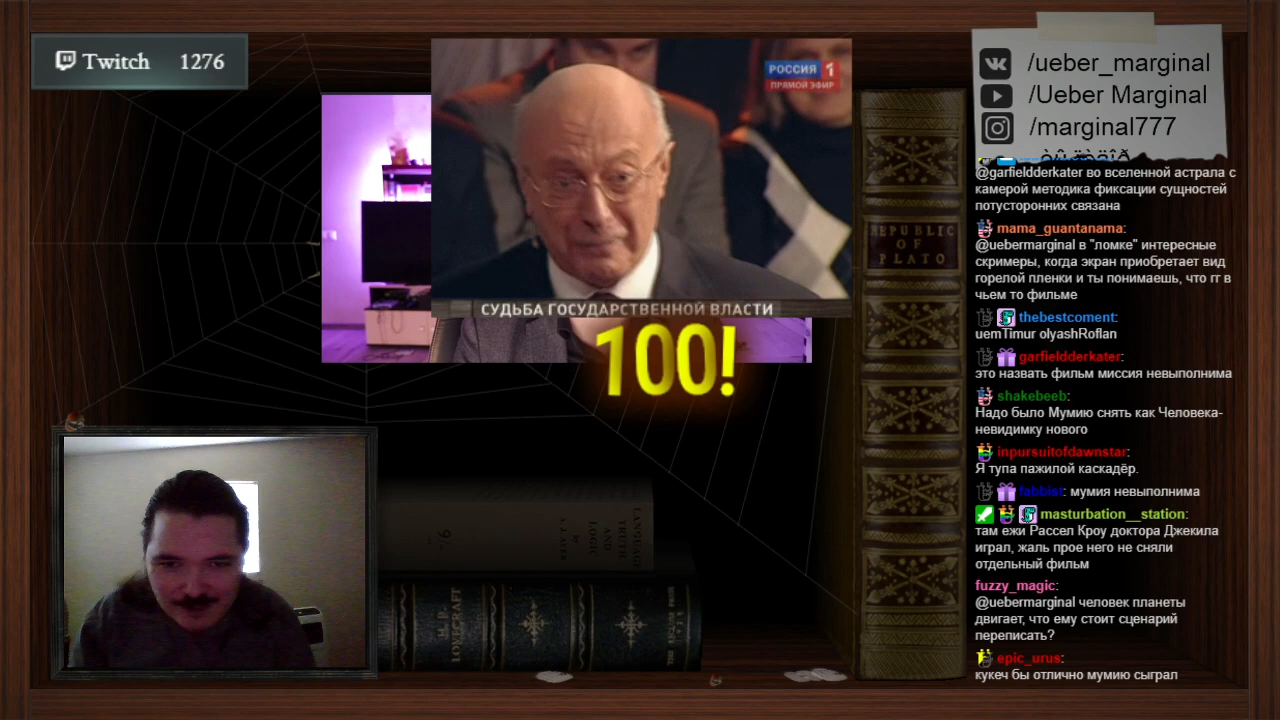 Twitch 1276
РОССИЯ 1
ПРЯМОЙ ЭФИР
СУДЬБА ГОСУДАРСТВЕННОЙ ВЛАСТИ
100!
REPUBLIC
OF
PLATO
LANGUAGE
TRUTH
AND
LOGIC
H.P.
LOVECRAFT
/ueber_marginal
/Ueber Marginal
/marginal777
@garfieldderkater во вселенной астрала с
камерой методика фиксации сущностей
потусторонних связана
mama_guantanama:
@uebermarginal в "ломке" интересные
скримеры, когда экран приобретает вид
горелой пленки и ты понимаешь, что гг в
чьем то фильме
thebestcoment:
uemTimur olyashRoflan
garfieldderkater:
это назвать фильм миссия невыполнима
shakebeeb:
Надо было Мумию снять как Человека-
невидимку нового
inpursuitofdawnstar:
Я тупа пажилой каскадёр.
fabbist: мумия невыполнима
masturbation__station:
там ежи Рассел Кроу доктора Джекила
играл, жаль прое него не сняли
отдельный фильм
fuzzy_magic:
@uebermarginal человек планеты
двигает, что ему стоит сценарий
переписать?
epic_urus:
кукеч бы отлично мумию сыграл